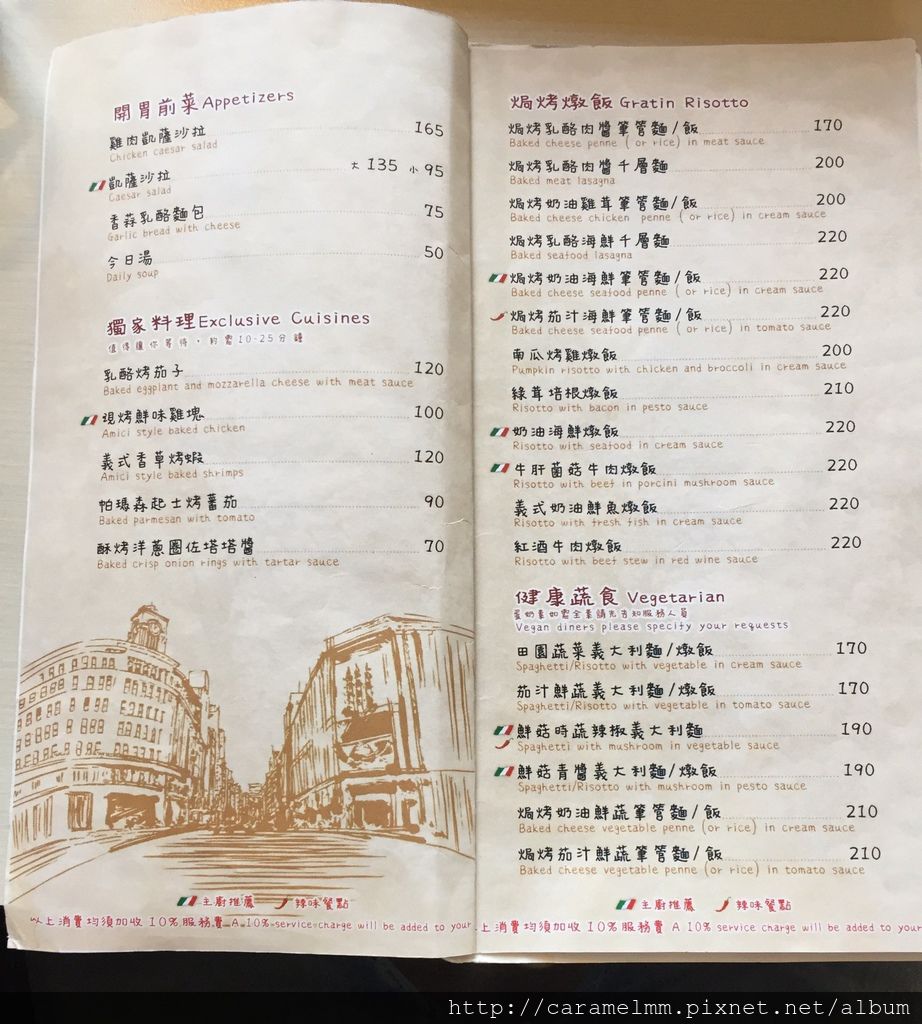 開胃前菜 Appetizers
雞肉凱薩沙拉 165
Chicken caesar salad
凱薩沙拉 大 135 小 95
Caesar salad
香蒜乳酪麵包 75
Garlic bread with cheese
今日湯 50
Daily soup
獨家料理 Exclusive Cuisines
值得讓你等待，約需10-25分鐘
乳酪烤茄子 120
Baked eggplant and mozzarella cheese with meat sauce
現烤鮮味雞塊 100
Amici style baked chicken
義式香草烤蝦 120
Amici style baked shrimps
帕瑪森起士烤蕃茄 90
Baked parmesan with tomato
酥烤洋蔥圈佐塔塔醬 70
Baked crisp onion rings with tartar sauce
主廚推薦 辣味餐點
以上消費均須加收 10%服務費 A 10% service charge will be added to your
焗烤燉飯 Gratin Risotto
焗烤乳酪肉醬筆管麵/飯 170
Baked cheese penne ( or rice) in meat sauce
焗烤乳酪肉醬千層麵 200
Baked meat lasagna
焗烤奶油雞茸筆管麵/飯 200
Baked cheese chicken penne ( or rice) in cream sauce
焗烤乳酪海鮮千層麵 220
Baked seafood lasagna
焗烤奶油海鮮筆管麵/飯 220
Baked cheese seafood penne ( or rice) in cream sauce
焗烤茄汁海鮮筆管麵/飯 220
Baked cheese seafood penne ( or rice) in tomato sauce
南瓜烤雞燉飯 200
Pumpkin risotto with chicken and broccoli in cream sauce
綠茸培根燉飯 210
Risotto with bacon in pesto sauce
奶油海鮮燉飯 220
Risotto with seafood in cream sauce
牛肝菌菇牛肉燉飯 220
Risotto with beef in porcini mushroom sauce
義式奶油鮮魚燉飯 220
Risotto with fresh fish in cream sauce
紅酒牛肉燉飯 220
Risotto with beef stew in red wine sauce
健康蔬食 Vegetarian
蛋奶素如需全素請先告知服務人員
Vegan diners please specify your requests
田園蔬菜義大利麵/燉飯 170
Spaghetti/Risotto with vegetable in cream sauce
茄汁鮮蔬義大利麵/燉飯 170
Spaghetti/Risotto with vegetable in tomato sauce
鮮菇時蔬辣椒義大利麵 190
Spaghetti with mushroom in vegetable sauce
鮮菇青醬義大利麵/燉飯 190
Spaghetti/Risotto with mushroom in pesto sauce
焗烤奶油鮮蔬筆管麵/飯 210
Baked cheese vegetable penne (or rice) in cream sauce
焗烤茄汁鮮蔬筆管麵/飯 210
Baked cheese vegetable penne (or rice) in tomato sauce
主廚推薦 辣味餐點
上消費均須加收 10%服務費 A 10% service charge will be added to your
http://caramelmm.pixnet.net/album